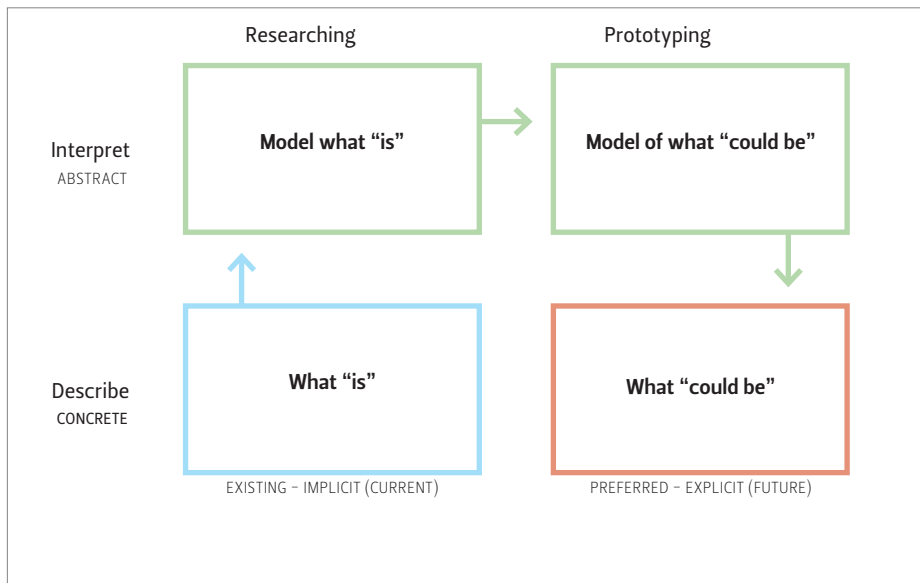 Researching
Prototyping
Interpret
ABSTRACT
Model what “is”
Model of what “could be”
Describe
CONCRETE
What “is”
What “could be”
EXISTING – IMPLICIT (CURRENT)
PREFERRED – EXPLICIT (FUTURE)